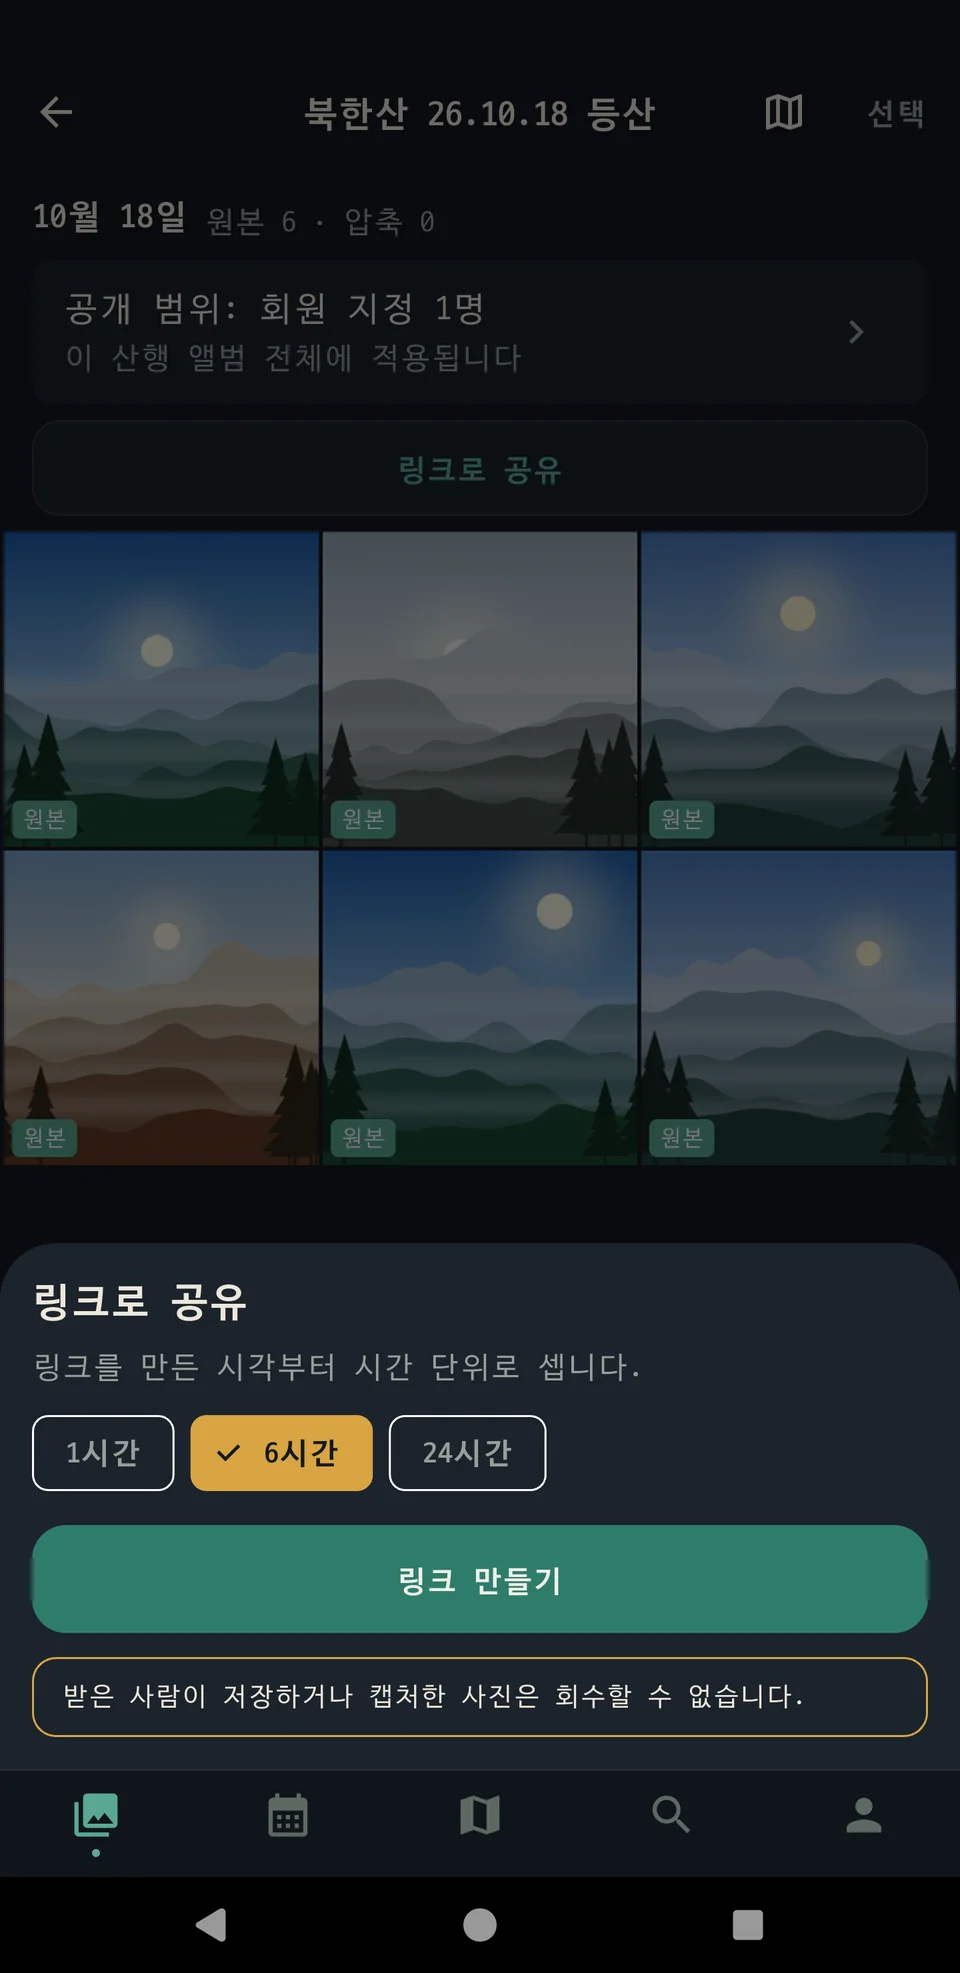 북한산 26.10.18 등산
선택
10월 18일 원본 6 · 압축 0
공개 범위: 회원 지정 1명
이 산행 앨범 전체에 적용됩니다
링크로 공유
원본
원본
원본
원본
원본
원본
링크로 공유
링크를 만든 시각부터 시간 단위로 셉니다.
1시간
6시간
24시간
링크 만들기
받은 사람이 저장하거나 캡처한 사진은 회수할 수 없습니다.